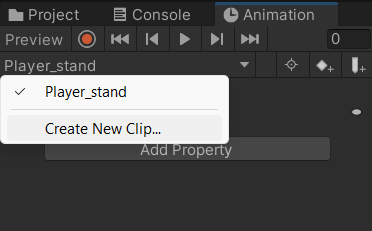 Project Console Animation
Preview 0
Player_stand
Player_stand
Create New Clip...
Add Property